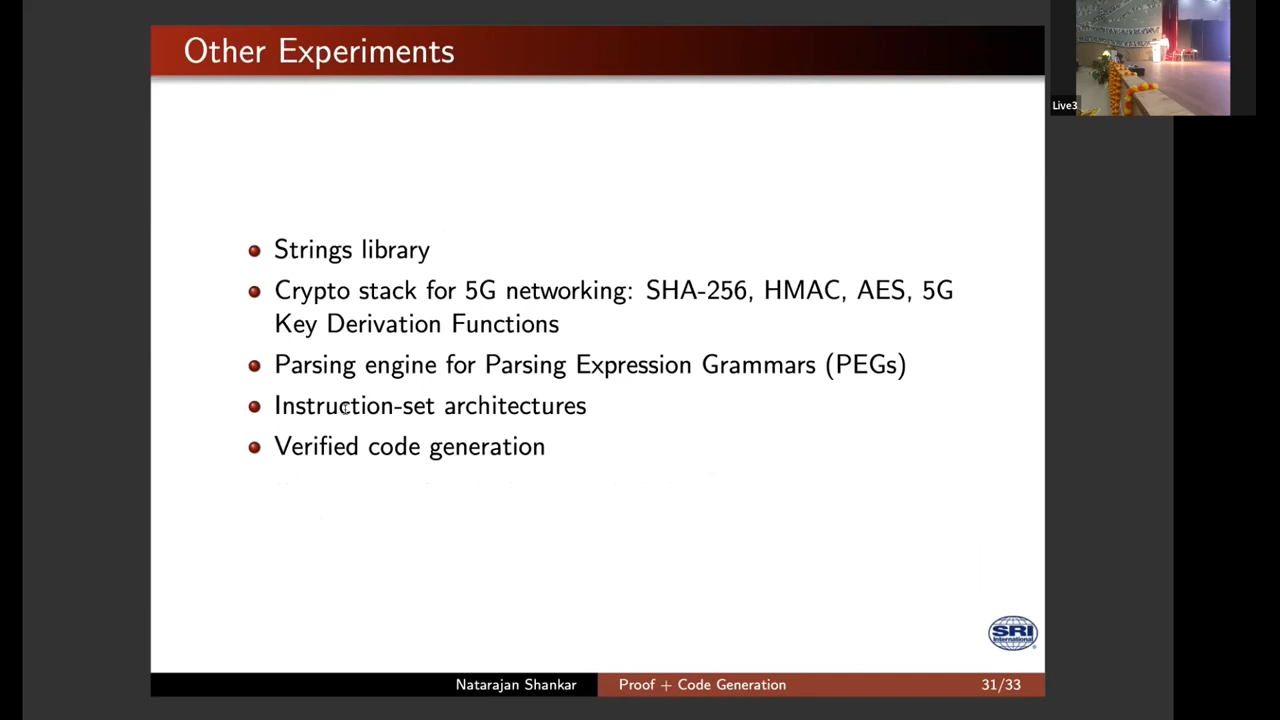 Other Experiments
Live3
Strings library
Crypto stack for 5G networking: SHA-256, HMAC, AES, 5G
Key Derivation Functions
Parsing engine for Parsing Expression Grammars (PEGs)
Instruction-set architectures
Verified code generation
SRI
International
Natarajan Shankar
Proof + Code Generation
31/33